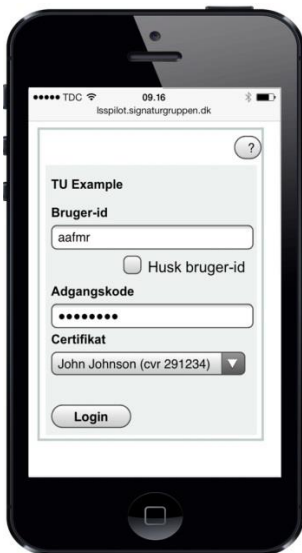 TDC 09.16
lsspilot.signaturgruppen.dk
?
TU Example
Bruger-id
aafmr
Husk bruger-id
Adgangskode
••••••••
Certifikat
John Johnson (cvr 291234)
Login